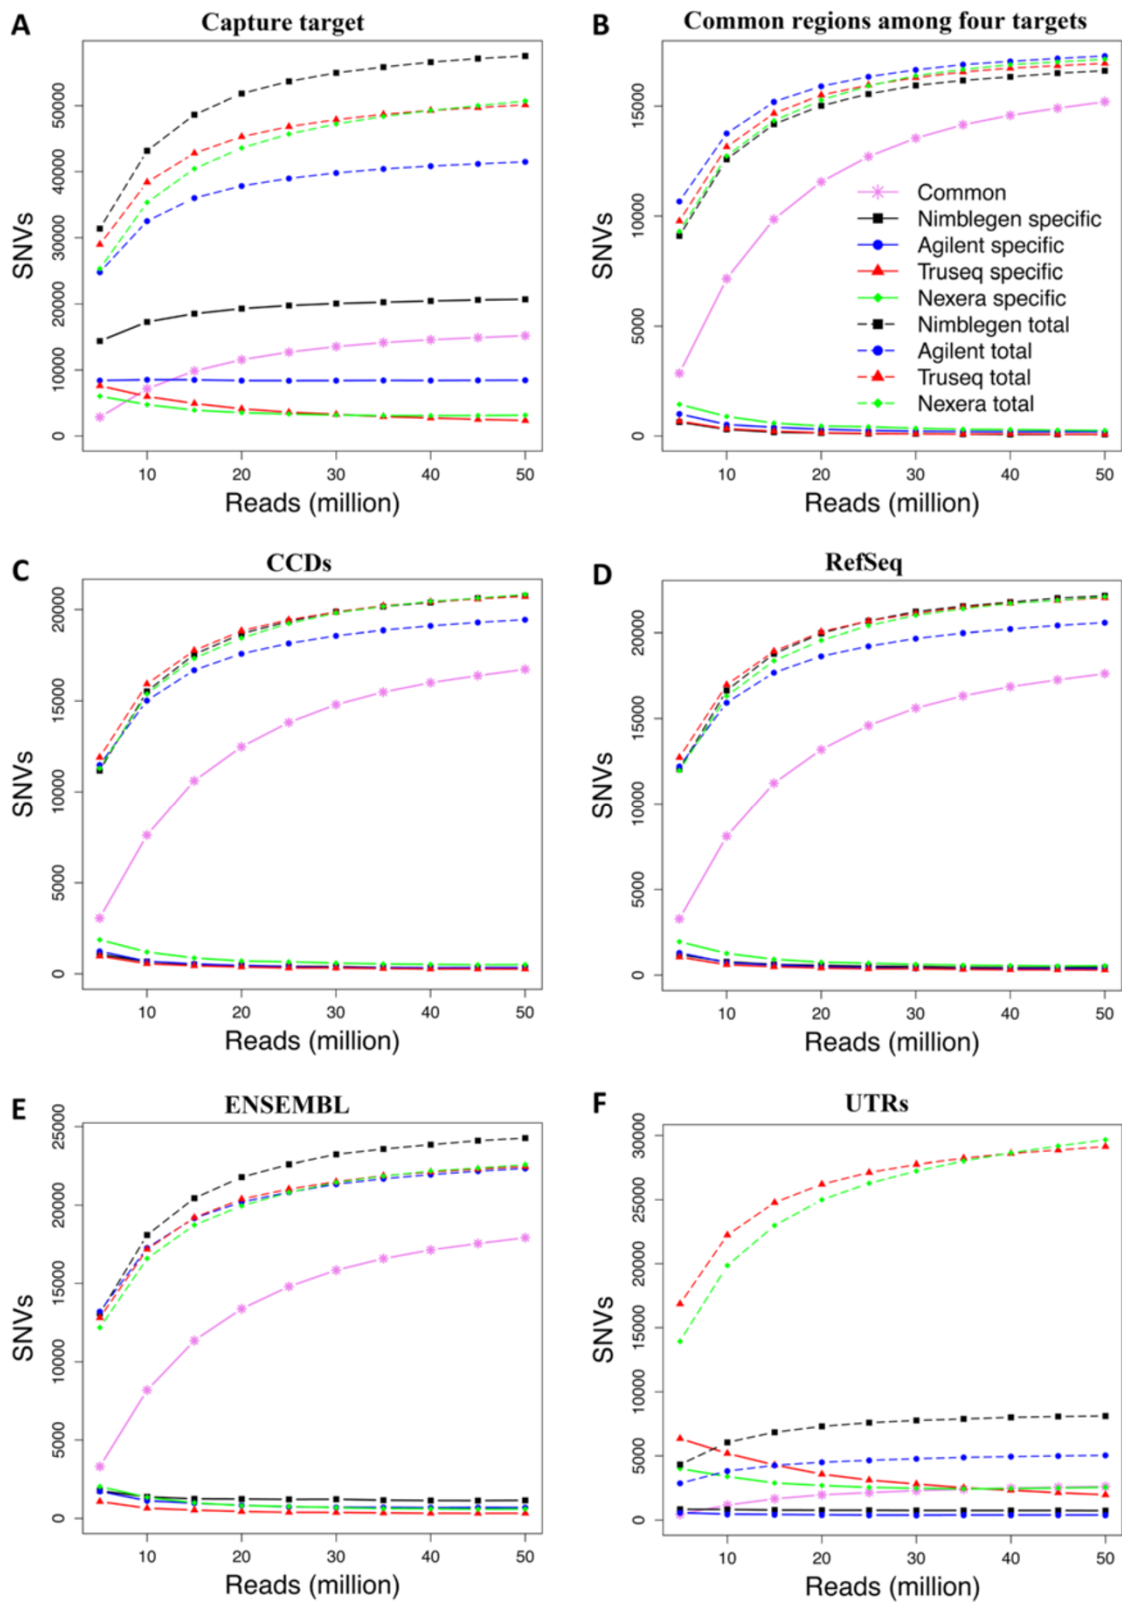 A
Capture target
SNVs
0
10000
20000
30000
40000
50000
10
20
30
40
50
Reads (million)
B
Common regions among four targets
SNVs
0
5000
10000
15000
Common
Nimblegen specific
Agilent specific
Truseq specific
Nexera specific
Nimblegen total
Agilent total
Truseq total
Nexera total
10
20
30
40
50
Reads (million)
C
CCDs
SNVs
0
5000
10000
15000
20000
10
20
30
40
50
Reads (million)
D
RefSeq
SNVs
0
5000
10000
15000
20000
10
20
30
40
50
Reads (million)
E
ENSEMBL
SNVs
0
5000
10000
15000
20000
25000
10
20
30
40
50
Reads (million)
F
UTRs
SNVs
0
5000
10000
15000
20000
25000
30000
10
20
30
40
50
Reads (million)